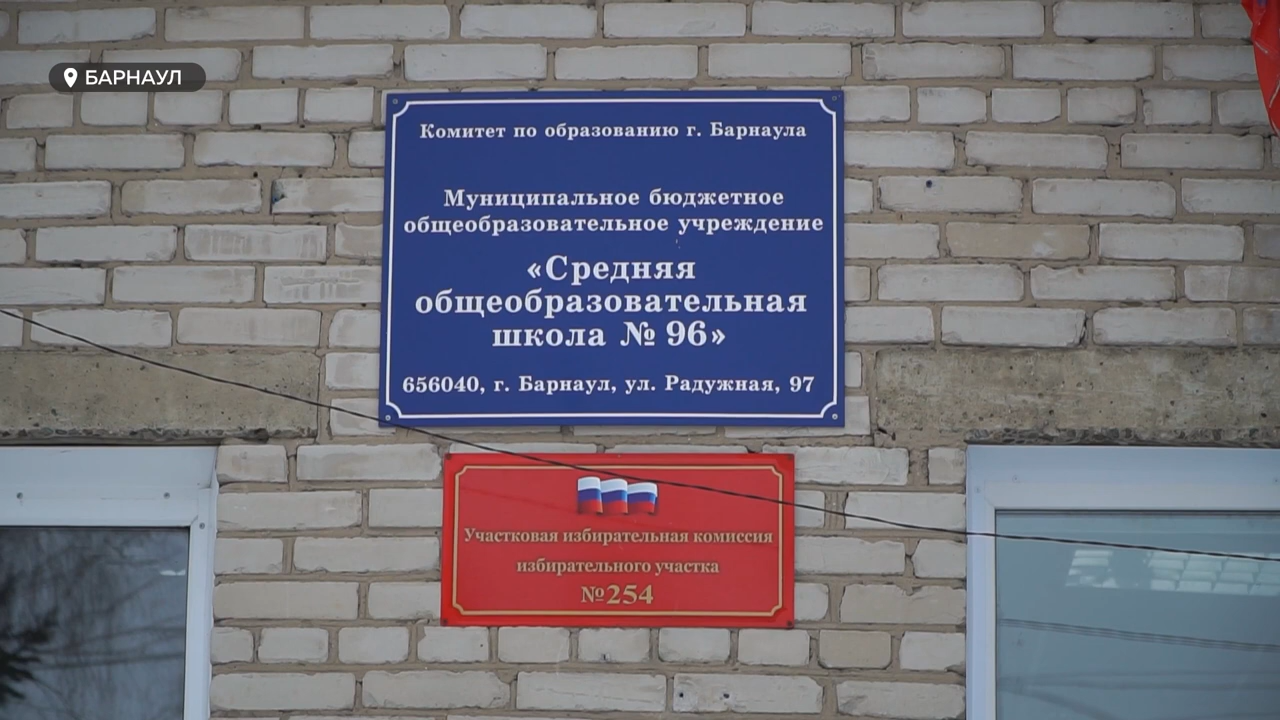 БАРНАУЛ
Комитет по образованию г. Барнаула
Муниципальное бюджетное
общеобразовательное учреждение
«Средняя
общеобразовательная
школа № 96»
656040, г. Барнаул, ул. Радужная, 97
Участковая избирательная комиссия
избирательного участка
№254